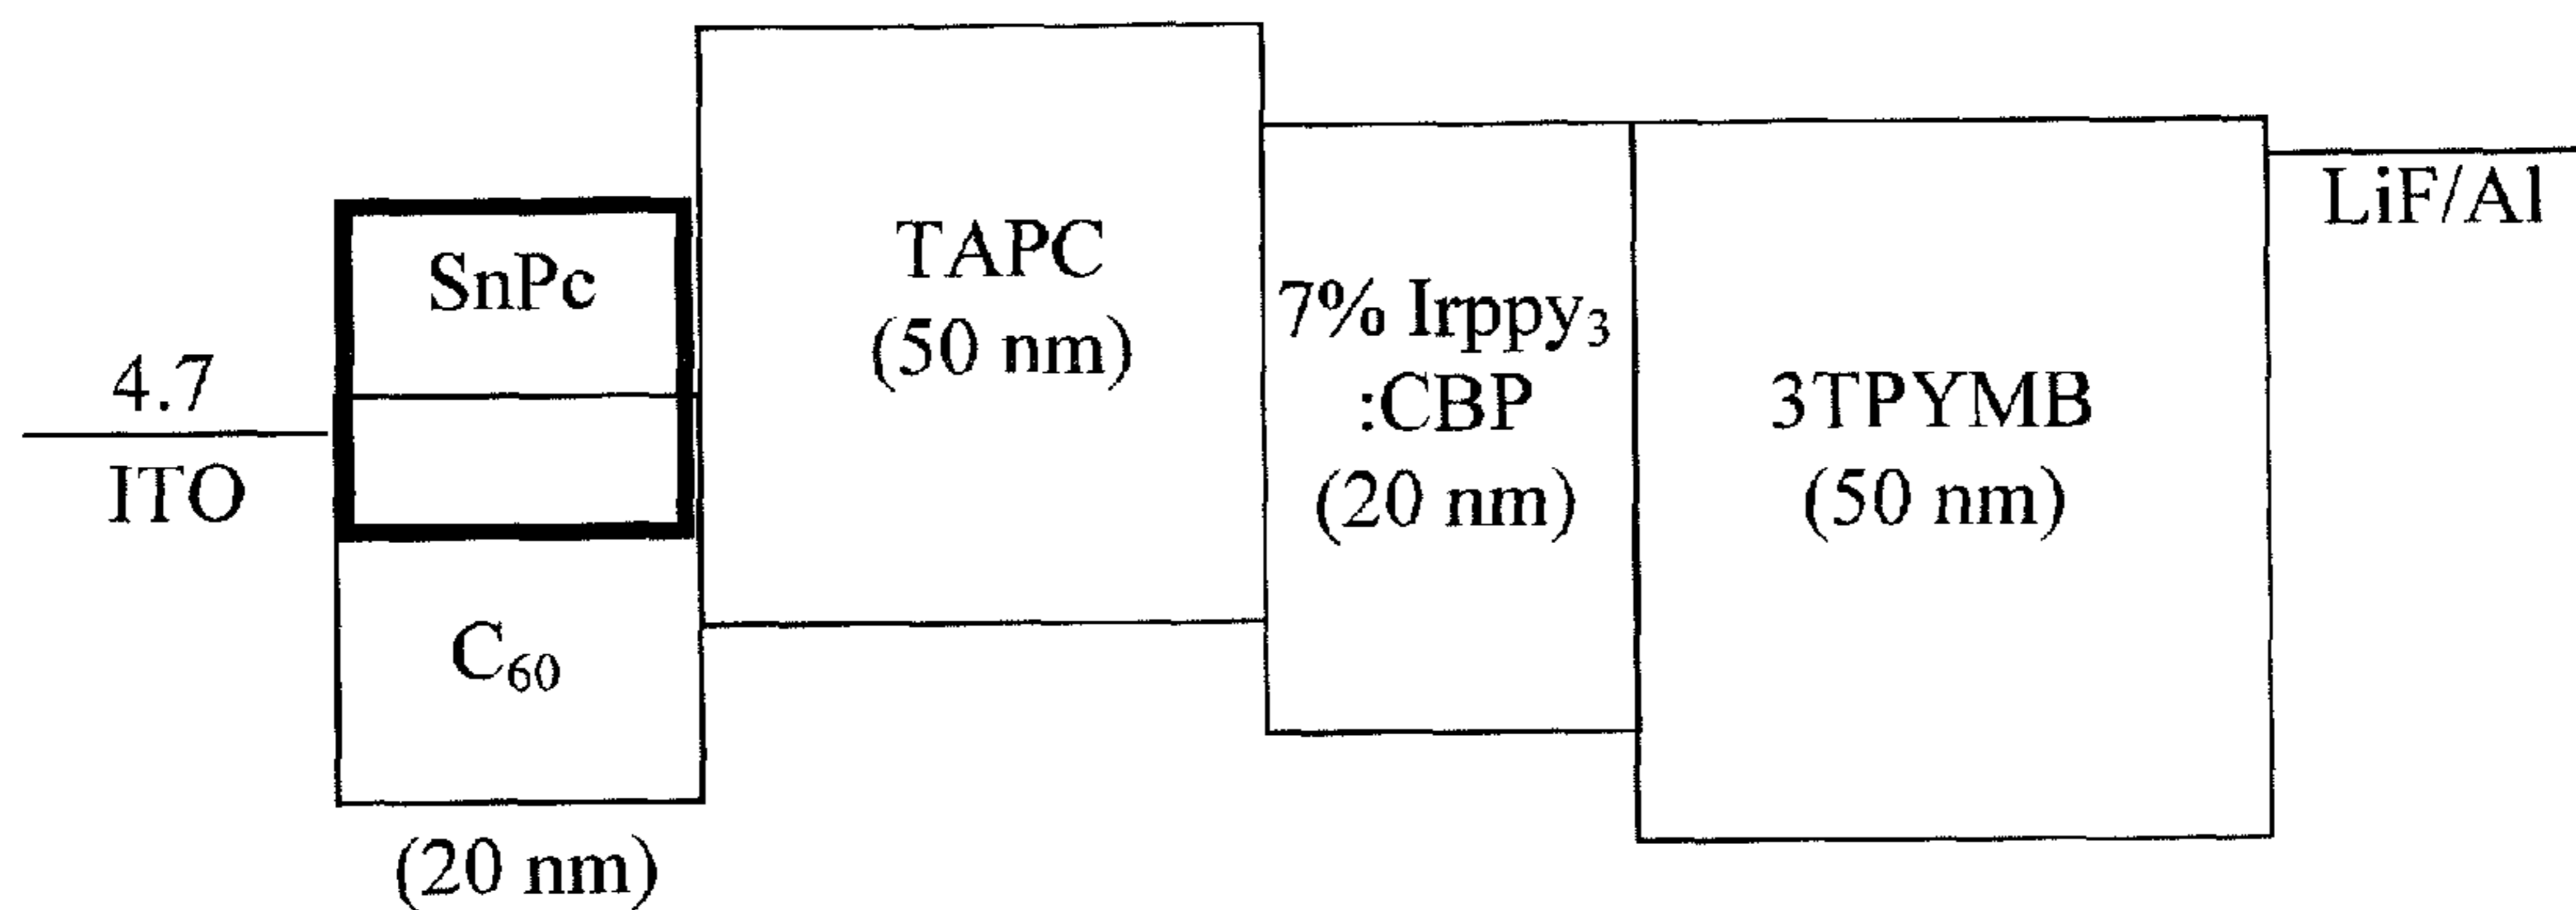 4.7
ITO
SnPc
C₆₀
(20 nm)
TAPC
(50 nm)
7% Irppy₃
:CBP
(20 nm)
3TPYMB
(50 nm)
LiF/Al